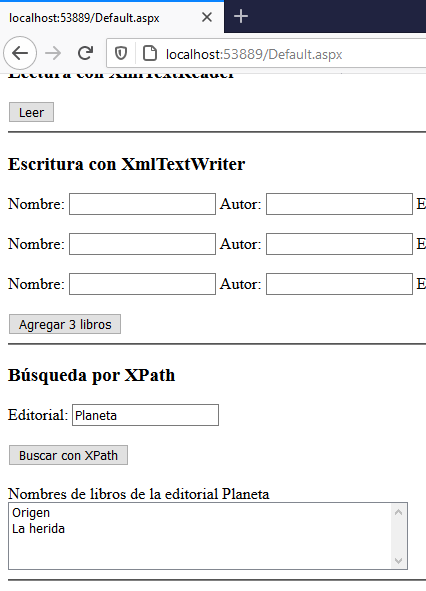 localhost:53889/Default.aspx
localhost:53889/Default.aspx
Lectura con XmlTextReader
Leer
Escritura con XmlTextWriter
Nombre: Autor: E
Nombre: Autor: E
Nombre: Autor: E
Agregar 3 libros
Búsqueda por XPath
Editorial: Planeta
Buscar con XPath
Nombres de libros de la editorial Planeta
Origen
La herida